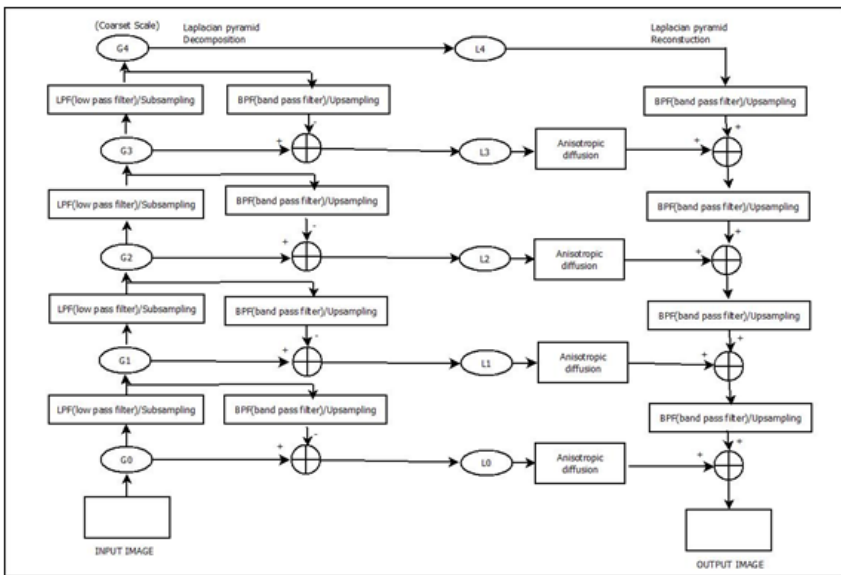 (Coarset Scale)
Laplacian pyramid
Decomposition
Laplacian pyramid
Reconstuction
G4
L4
LPF(low pass filter)/Subsampling
BPF(band pass filter)/Upsampling
BPF(band pass filter)/Upsampling
-
+
G3
+
L3
Anisotropic
diffusion
+
LPF(low pass filter)/Subsampling
BPF(band pass filter)/Upsampling
BPF(band pass filter)/Upsampling
-
+
G2
+
L2
Anisotropic
diffusion
+
LPF(low pass filter)/Subsampling
BPF(band pass filter)/Upsampling
BPF(band pass filter)/Upsampling
-
+
G1
+
L1
Anisotropic
diffusion
+
LPF(low pass filter)/Subsampling
BPF(band pass filter)/Upsampling
BPF(band pass filter)/Upsampling
-
+
G0
+
L0
Anisotropic
diffusion
+
INPUT IMAGE
OUTPUT IMAGE